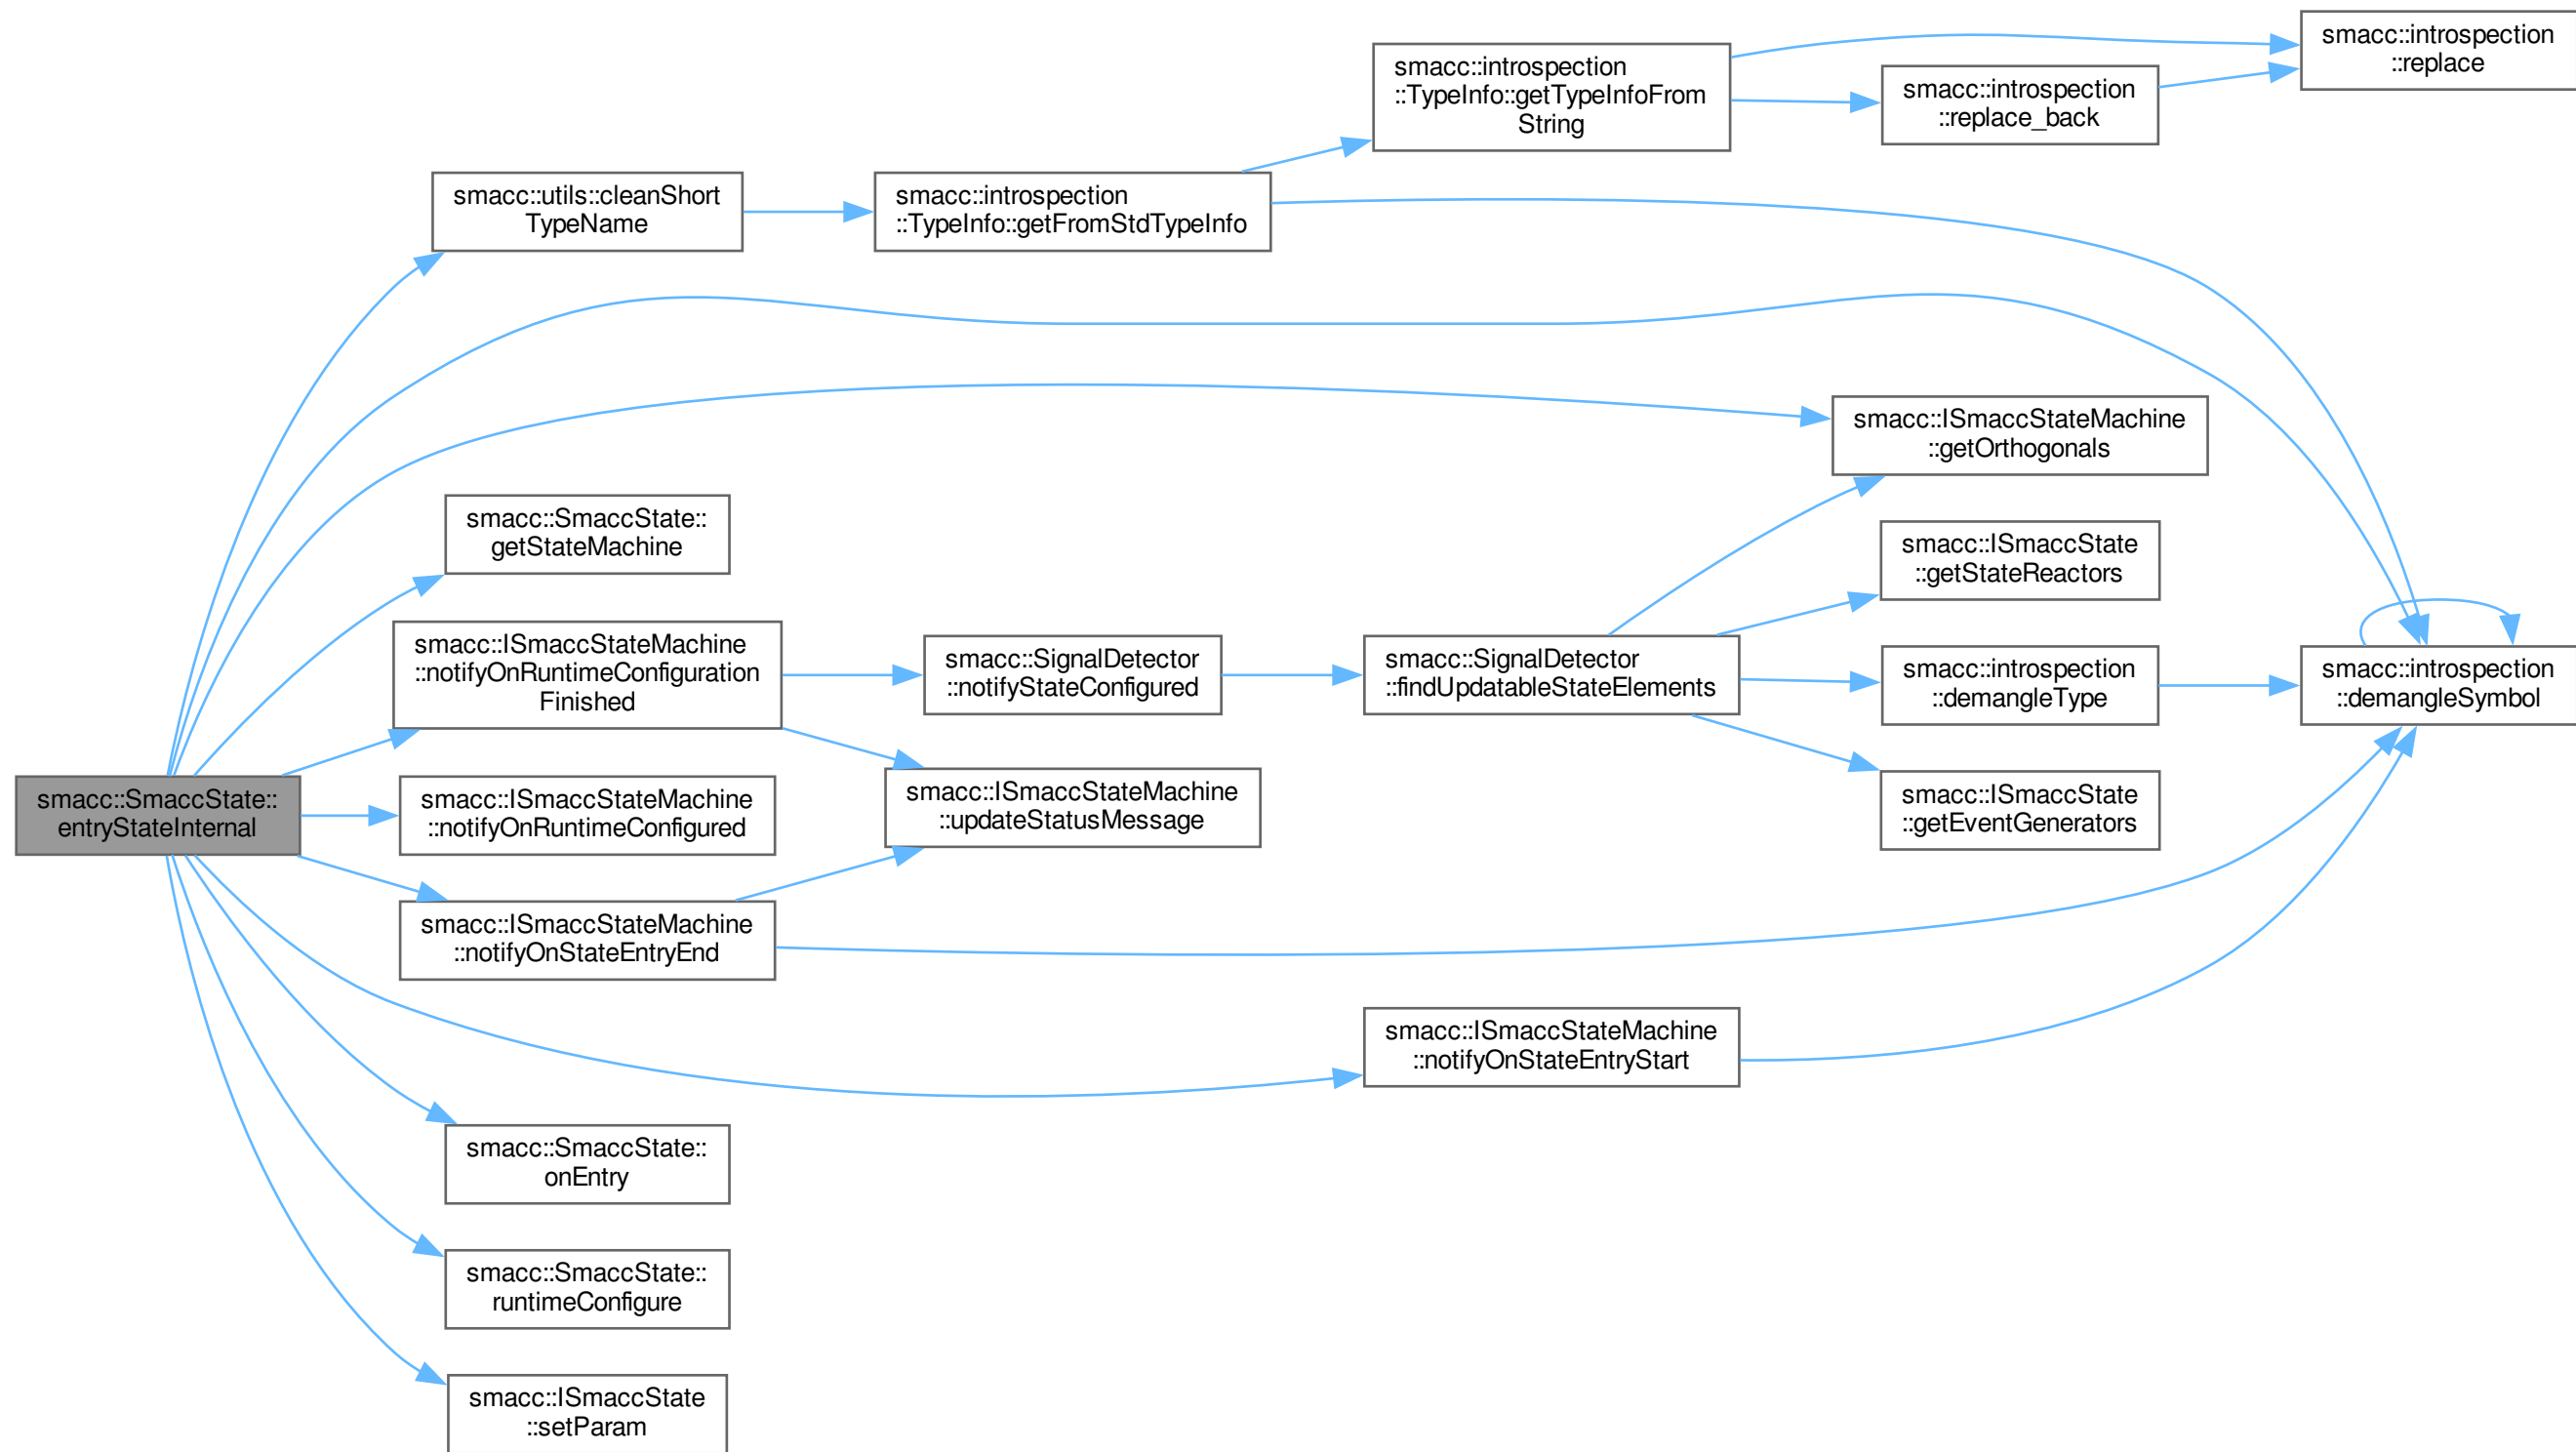 smacc::introspection
::replace
smacc::introspection
::TypeInfo::getTypeInfoFrom
String
smacc::introspection
::replace_back
smacc::utils::cleanShort
TypeName
smacc::introspection
::TypeInfo::getFromStdTypeInfo
smacc::ISmaccStateMachine
::getOrthogonals
smacc::SmaccState::
getStateMachine
smacc::ISmaccState
::getStateReactors
smacc::ISmaccStateMachine
::notifyOnRuntimeConfiguration
Finished
smacc::SignalDetector
::notifyStateConfigured
smacc::SignalDetector
::findUpdatableStateElements
smacc::introspection
::demangleType
smacc::introspection
::demangleSymbol
smacc::SmaccState::
entryStateInternal
smacc::ISmaccStateMachine
::notifyOnRuntimeConfigured
smacc::ISmaccStateMachine
::updateStatusMessage
smacc::ISmaccState
::getEventGenerators
smacc::ISmaccStateMachine
::notifyOnStateEntryEnd
smacc::ISmaccStateMachine
::notifyOnStateEntryStart
smacc::SmaccState::
onEntry
smacc::SmaccState::
runtimeConfigure
smacc::ISmaccState
::setParam